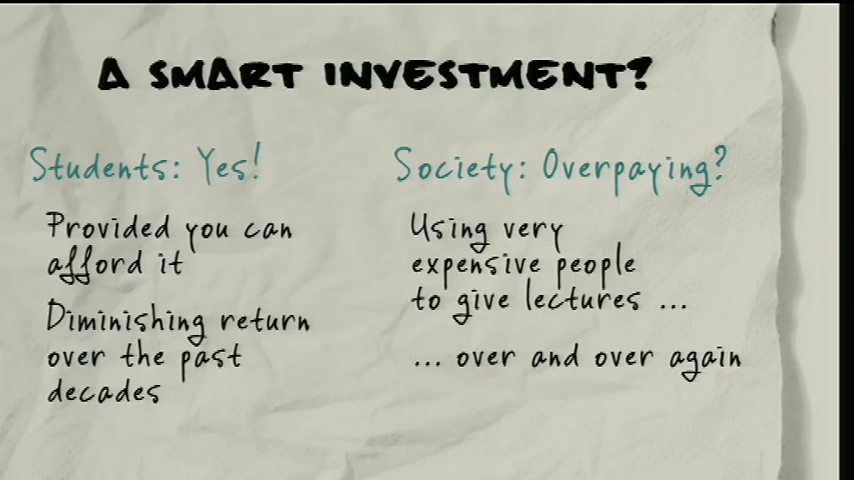 A SMART INVESTMENT?
Students: Yes!
Provided you can
afford it
Diminishing return
over the past
decades
Society: Overpaying?
Using very
expensive people
to give lectures ...
... over and over again